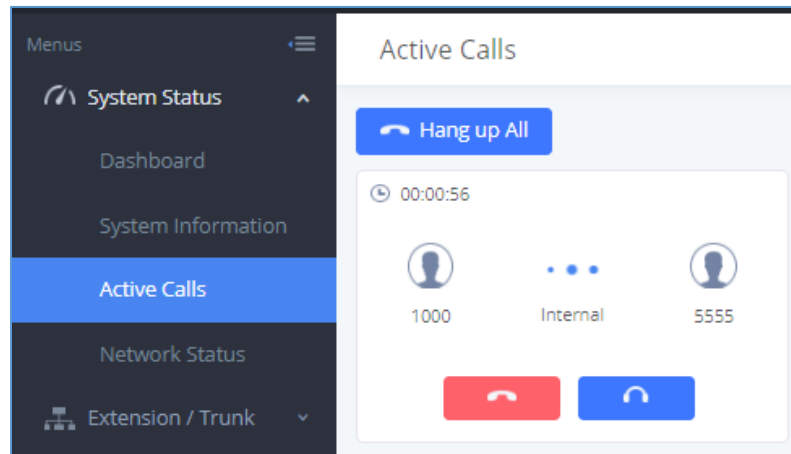 Menus
System Status
Dashboard
System Information
Active Calls
Network Status
Extension / Trunk
Active Calls
Hang up All
00:00:56
1000 Internal 5555